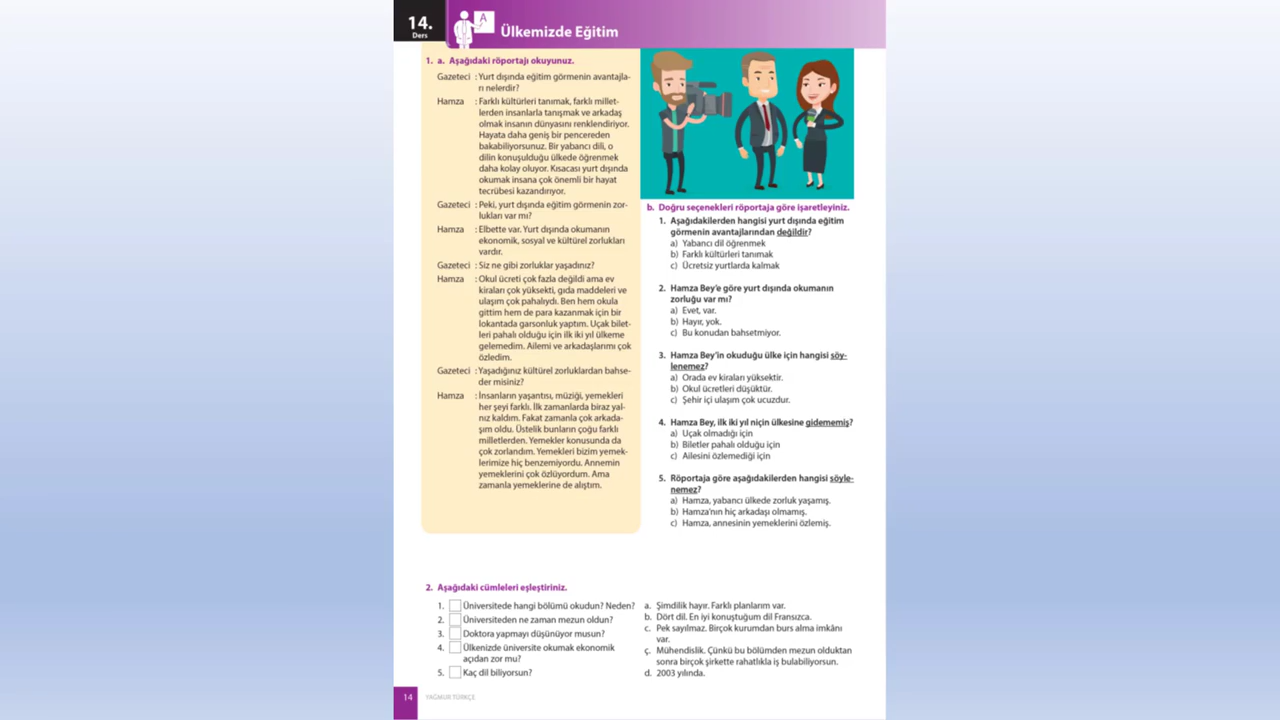 14.
Ders
A
Ülkemizde Eğitim
1. a. Aşağıdaki röportajı okuyunuz.
Gazeteci : Yurt dışında eğitim görmenin avantajla-
rı nelerdir?
Hamza : Farklı kültürleri tanımak, farklı millet-
lerden insanlarla tanışmak ve arkadaş
olmak insanın dünyasını renklendiriyor.
Hayata daha geniş bir pencereden
bakabiliyorsunuz. Bir yabancı dili, o
dilin konuşulduğu ülkede öğrenmek
daha kolay oluyor. Kısacası yurt dışında
okumak insana çok önemli bir hayat
tecrübesi kazandırıyor.
Gazeteci : Peki, yurt dışında eğitim görmenin zor-
lukları var mı?
Hamza : Elbette var. Yurt dışında okumanın
ekonomik, sosyal ve kültürel zorlukları
vardır.
Gazeteci : Siz ne gibi zorluklar yaşadınız?
Hamza : Okul ücreti çok fazla değildi ama ev
kiraları çok yüksekti, gıda maddeleri ve
ulaşım çok pahalıydı. Ben hem okula
gittim hem de para kazanmak için bir
lokantada garsonluk yaptım. Uçak bilet-
leri pahalı olduğu için ilk iki yıl ülkeme
gelemedim. Ailemi ve arkadaşlarımı çok
özledim.
Gazeteci : Yaşadığınız kültürel zorluklardan bahse-
der misiniz?
Hamza : İnsanların yaşantısı, müziği, yemekleri
her şeyi farklı. İlk zamanlarda biraz yal-
nız kaldım. Fakat zamanla çok arkada-
şım oldu. Üstelik bunların çoğu farklı
milletlerden. Yemekler konusunda da
çok zorlandım. Yemekleri bizim yemek-
lerimize hiç benzemiyordu. Annemin
yemeklerini çok özlüyordum. Ama
zamanla yemeklerine de alıştım.
b. Doğru seçenekleri röportaja göre işaretleyiniz.
1. Aşağıdakilerden hangisi yurt dışında eğitim
görmenin avantajlarından değildir?
a) Yabancı dil öğrenmek
b) Farklı kültürleri tanımak
c) Ücretsiz yurtlarda kalmak
2. Hamza Bey'e göre yurt dışında okumanın
zorluğu var mı?
a) Evet, var.
b) Hayır, yok.
c) Bu konudan bahsetmiyor.
3. Hamza Bey'in okuduğu ülke için hangisi söy-
lenemez?
a) Orada ev kiraları yüksektir.
b) Okul ücretleri düşüktür.
c) Şehir içi ulaşım çok ucuzdur.
4. Hamza Bey, ilk iki yıl niçin ülkesine gidememiş?
a) Uçak olmadığı için
b) Biletler pahalı olduğu için
c) Ailesini özlemediği için
5. Röportaja göre aşağıdakilerden hangisi söyle-
nemez?
a) Hamza, yabancı ülkede zorluk yaşamış.
b) Hamza'nın hiç arkadaşı olmamış.
c) Hamza, annesinin yemeklerini özlemiş.
2. Aşağıdaki cümleleri eşleştiriniz.
1. Üniversitede hangi bölümü okudun? Neden?
2. Üniversiteden ne zaman mezun oldun?
3. Doktora yapmayı düşünüyor musun?
4. Ülkenizde üniversite okumak ekonomik
açıdan zor mu?
5. Kaç dil biliyorsun?
a. Şimdilik hayır. Farklı planlarım var.
b. Dört dil. En iyi konuştuğum dil Fransızca.
c. Pek sayılmaz. Birçok kurumdan burs alma imkânı
var.
ç. Mühendislik. Çünkü bu bölümden mezun olduktan
sonra birçok şirkette rahatlıkla iş bulabiliyorsun.
d. 2003 yılında.
14 YAĞMUR TÜRKÇE